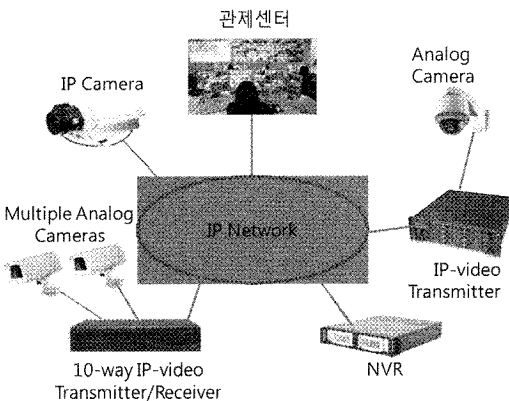 관제센터
IP Camera
Analog
Camera
Multiple Analog
Cameras
IP Network
IP-video
Transmitter
10-way IP-video
Transmitter/Receiver
NVR